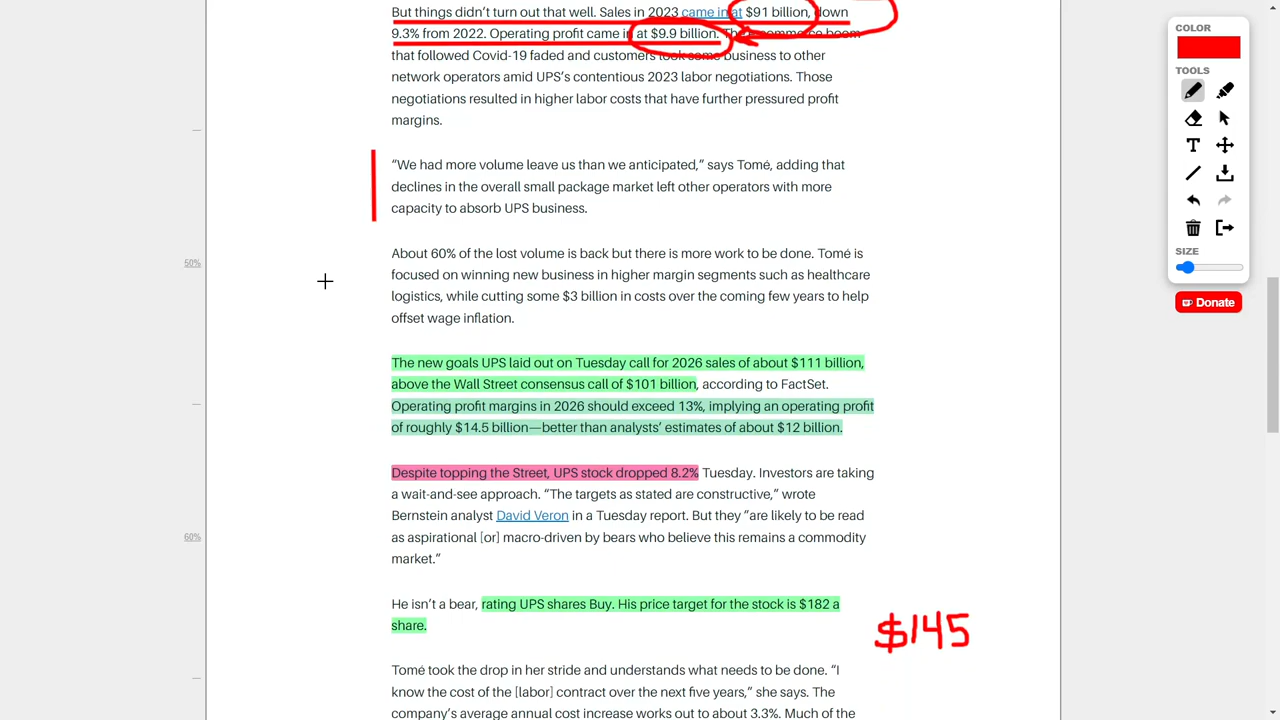 But things didn’t turn out that well. Sales in 2023 came in at $91 billion, down
9.3% from 2022. Operating profit came in at $9.9 billion. The e-commerce boom
that followed Covid-19 faded and customers took some business to other
network operators amid UPS’s contentious 2023 labor negotiations. Those
negotiations resulted in higher labor costs that have further pressured profit
margins.
“We had more volume leave us than we anticipated,” says Tomé, adding that
declines in the overall small package market left other operators with more
capacity to absorb UPS business.
50%
About 60% of the lost volume is back but there is more work to be done. Tomé is
focused on winning new business in higher margin segments such as healthcare
logistics, while cutting some $3 billion in costs over the coming few years to help
offset wage inflation.
The new goals UPS laid out on Tuesday call for 2026 sales of about $111 billion,
above the Wall Street consensus call of $101 billion, according to FactSet.
Operating profit margins in 2026 should exceed 13%, implying an operating profit
of roughly $14.5 billion—better than analysts’ estimates of about $12 billion.
Despite topping the Street, UPS stock dropped 8.2% Tuesday. Investors are taking
a wait-and-see approach. “The targets as stated are constructive,” wrote
Bernstein analyst David Veron in a Tuesday report. But they “are likely to be read
60%
as aspirational [or] macro-driven by bears who believe this remains a commodity
market.”
He isn’t a bear, rating UPS shares Buy. His price target for the stock is $182 a
share.
$145
Tomé took the drop in her stride and understands what needs to be done. “I
know the cost of the [labor] contract over the next five years,” she says. The
company’s average annual cost increase works out to about 3.3%. Much of the
COLOR
TOOLS
T
SIZE
Donate